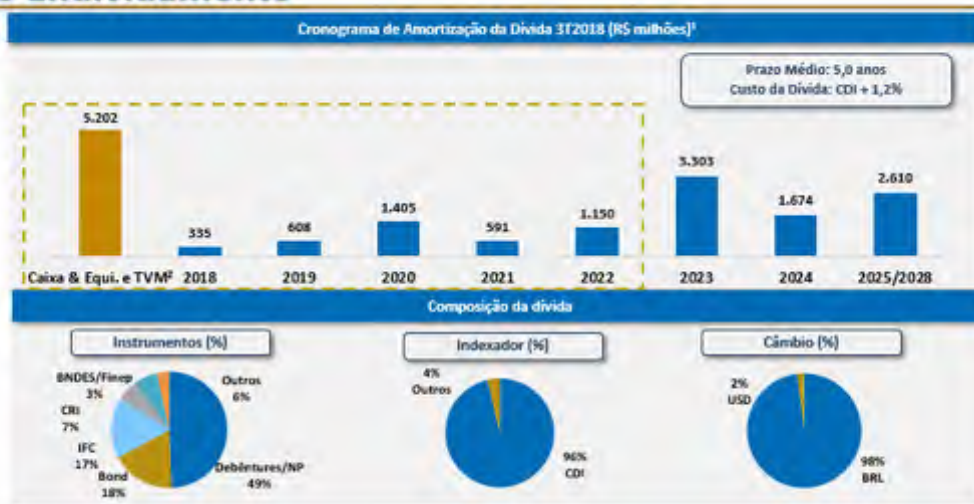 Cronograma de Amortização da Dívida 3T2018 (R$ milhões)¹
Prazo Médio: 5,0 anos
Custo da Dívida: CDI + 1,2%
5.202
335
608
1.405
591
1.150
3.303
1.674
2.610
Caixa & Equi. e TVM² 2018 2019 2020 2021 2022 2023 2024 2025/2028
Composição da dívida
Instrumentos (%)
BNDES/Finep
3%
CRI
7%
IFC
17%
Bond
18%
Outros
6%
Debêntures/NP
49%
Indexador (%)
4%
Outros
96%
CDI
Câmbio (%)
2%
USD
98%
BRL